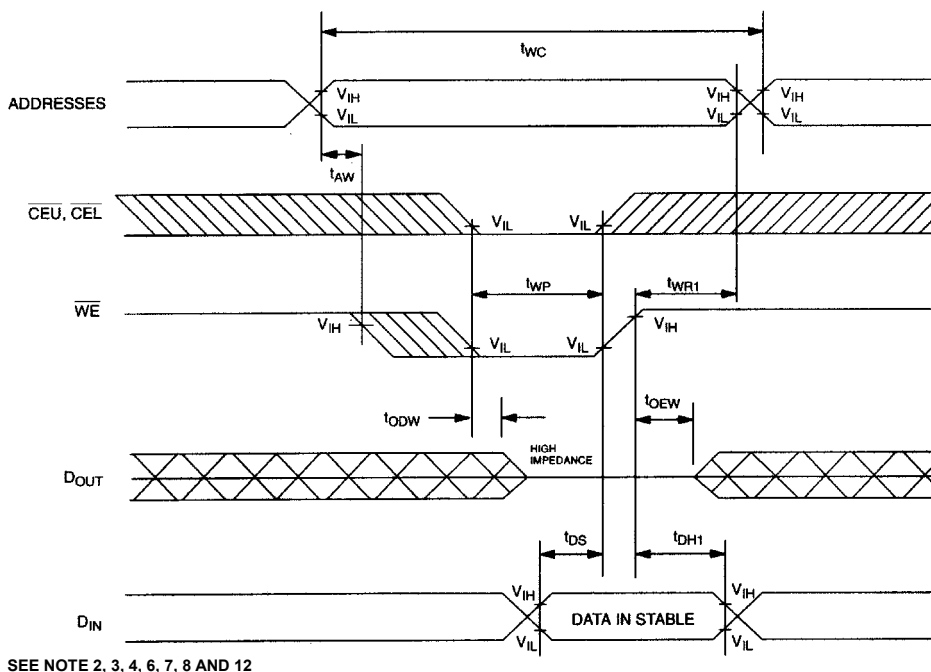 tWC
ADDRESSES
VIH
VIL
VIH
VIL
VIH
VIL
tAW
CEU, CEL
VIL
VIL
tWP
tWR1
WE
VIH
VIL
VIL
VIH
tODW
tOEW
DOUT
HIGH
IMPEDANCE
tDS
tDH1
DIN
VIH
VIL
DATA IN STABLE
VIH
VIL
SEE NOTE 2, 3, 4, 6, 7, 8 AND 12